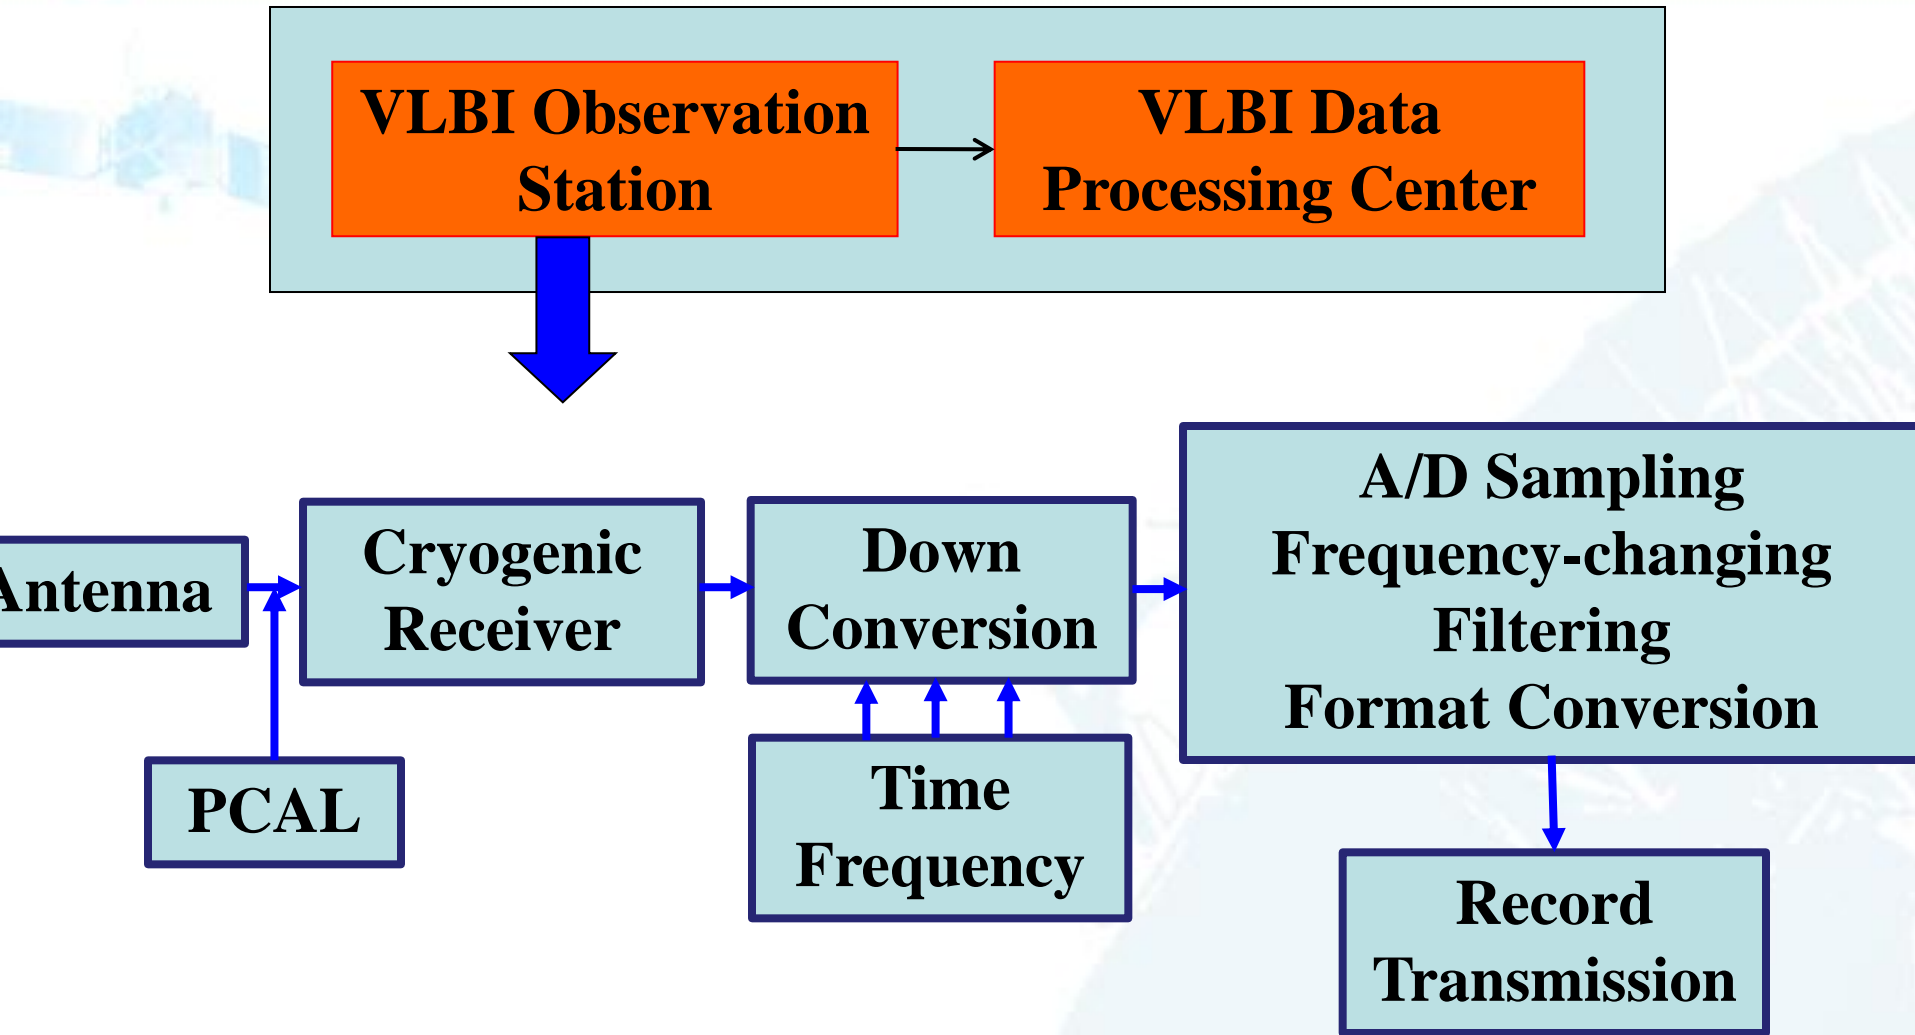 VLBI Observation
Station
VLBI Data
Processing Center
Antenna
Cryogenic
Receiver
Down
Conversion
A/D Sampling
Frequency-changing
Filtering
Format Conversion
PCAL
Time
Frequency
Record
Transmission